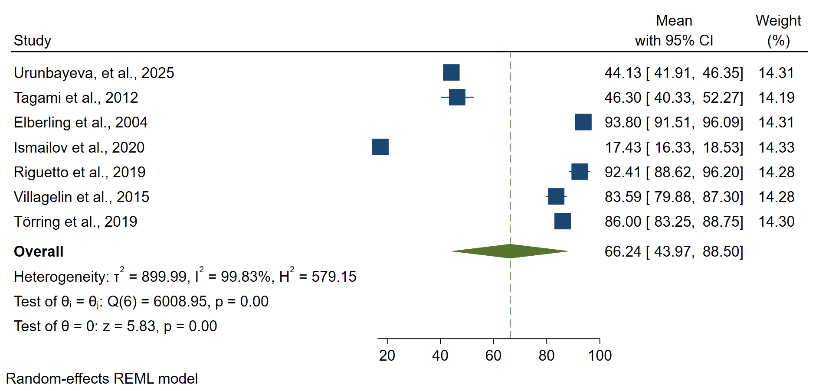 Mean Weight
Study with 95% CI (%)
Urunbayeva, et al., 2025 44.13 [ 41.91, 46.35] 14.31
Tagami et al., 2012 46.30 [ 40.33, 52.27] 14.19
Elberling et al., 2004 93.80 [ 91.51, 96.09] 14.31
Ismailov et al., 2020 17.43 [ 16.33, 18.53] 14.33
Riguetto et al., 2019 92.41 [ 88.62, 96.20] 14.28
Villagelin et al., 2015 83.59 [ 79.88, 87.30] 14.28
Törring et al., 2019 86.00 [ 83.25, 88.75] 14.30
Overall 66.24 [ 43.97, 88.50]
Heterogeneity: τ² = 899.99, I² = 99.83%, H² = 579.15
Test of θᵢ = θⱼ: Q(6) = 6008.95, p = 0.00
Test of θ = 0: z = 5.83, p = 0.00
20 40 60 80 100
Random-effects REML model